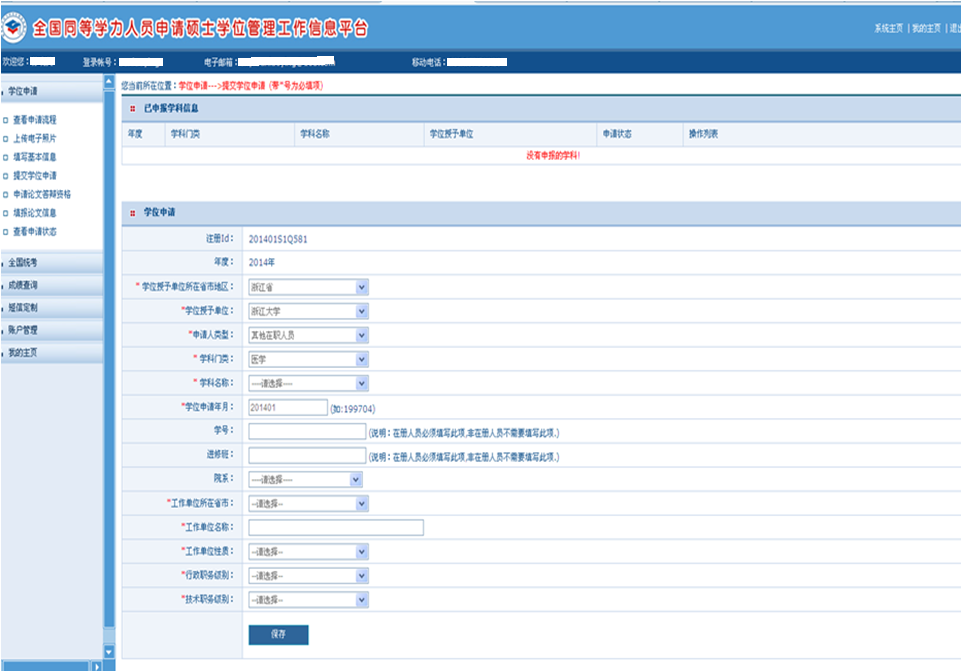 全国同等学力人员申请硕士学位管理工作信息平台
系统主页 | 我的主页 | 退出
欢迎您： 登录帐号： 电子邮箱： 移动电话：
学位申请
查看申请流程
上传电子照片
填写基本信息
提交学位申请
申请论文答辩资格
填报论文信息
查看申请状态
全国统考
成绩查询
短信定制
账户管理
我的主页
您当前所在位置：学位申请--->提交学位申请 (带*号为必填项)
已申报学科信息
年度 学科门类 学科名称 学位授予单位 申请状态 操作列表
没有申报的学科!
学位申请
注册Id： 20140151Q581
年度： 2014年
* 学位授予单位所在省市地区： 浙江省
*学位授予单位： 浙江大学
*申请人类型： 其他在职人员
* 学科门类： 医学
* 学科名称： ----请选择----
*学位申请年月： 201401 (如:199704)
学号： (说明：在册人员必须填写此项,非在册人员不需要填写此项.)
进修班： (说明：在册人员必须填写此项,非在册人员不需要填写此项.)
院系： ----请选择----
*工作单位所在省市： --请选择--
*工作单位名称：
*工作单位性质： --请选择--
*行政职务级别： --请选择--
*技术职务级别： --请选择--
保存